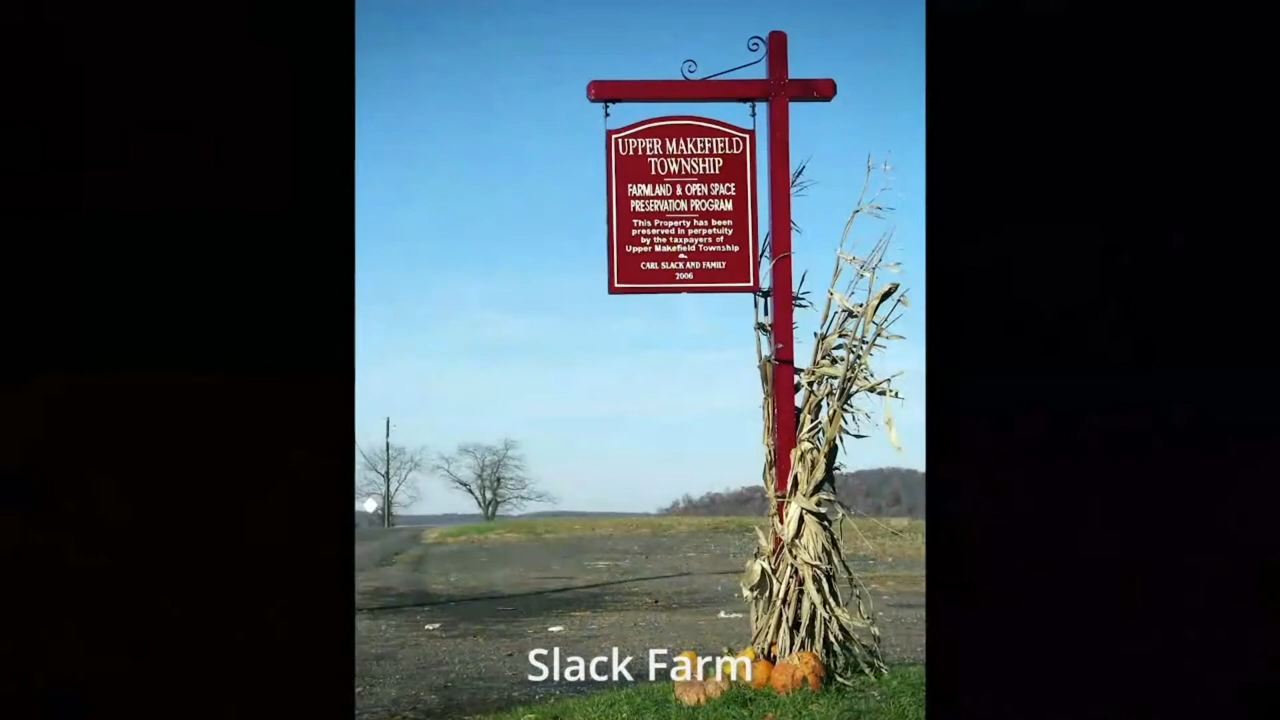 UPPER MAKEFIELD
TOWNSHIP
FARMLAND & OPEN SPACE
PRESERVATION PROGRAM
This Property has been
preserved in perpetuity
by the taxpayers of
Upper Makefield Township
CARL SLACK AND FAMILY
2006
Slack Farm